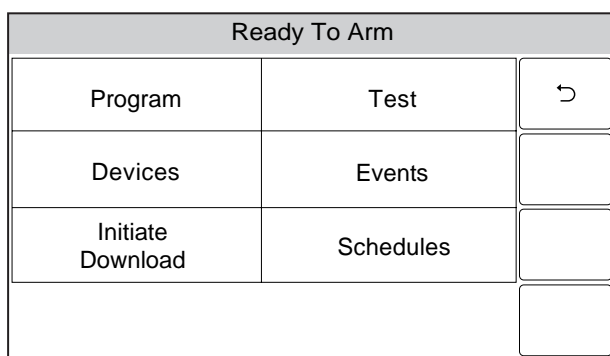 Ready To Arm
Program
Test
Devices
Events
Initiate
Download
Schedules